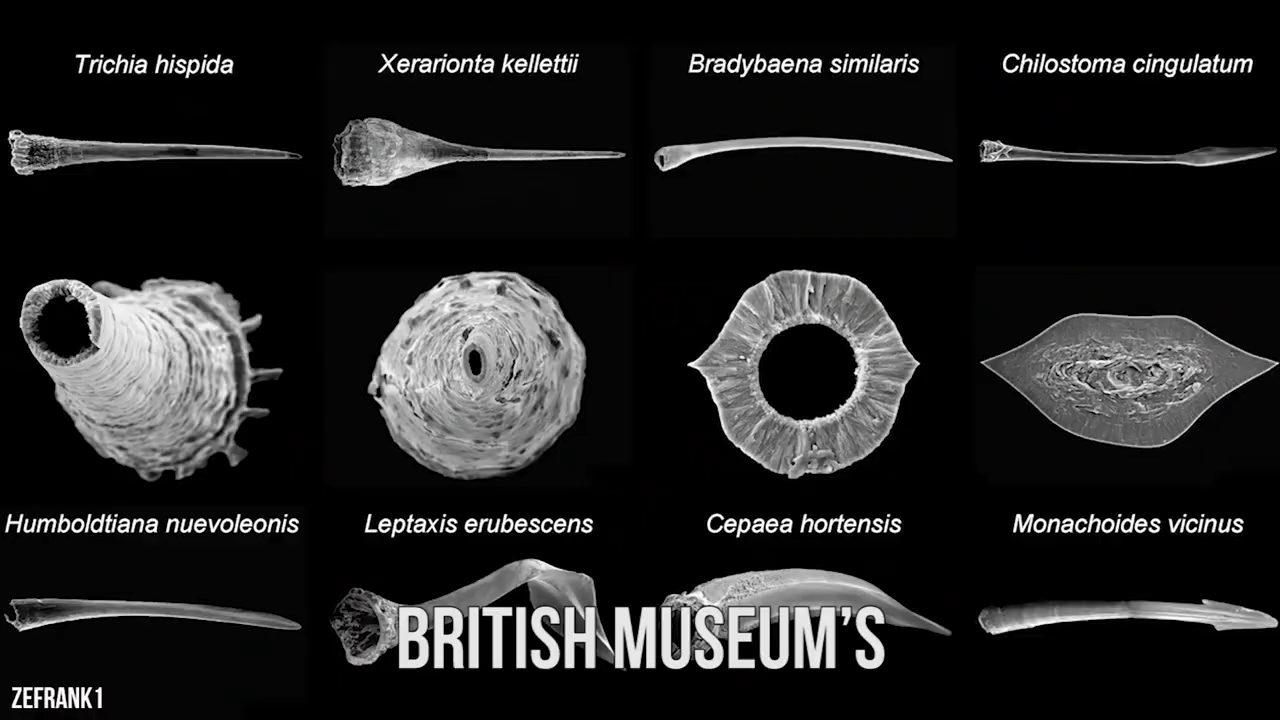 Trichia hispida
Xerarionta kellettii
Bradybaena similaris
Chilostoma cingulatum
Humboldtiana nuevoleonis
Leptaxis erubescens
Cepaea hortensis
Monachoides vicinus
BRITISH MUSEUM'S
ZEFRANK1